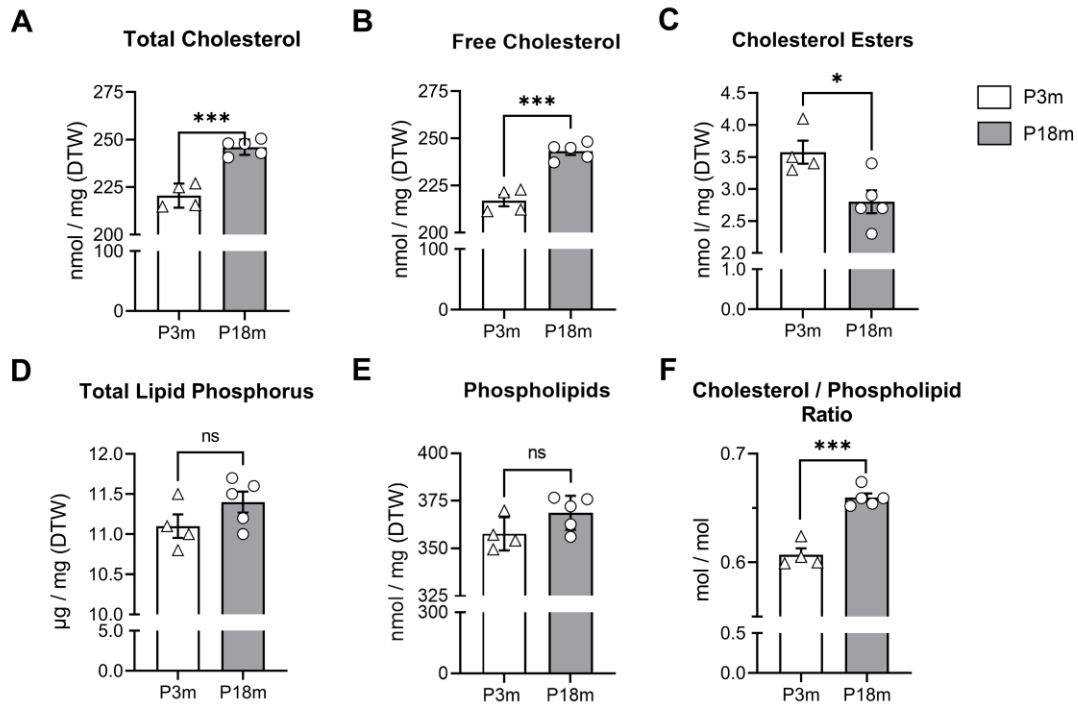 A
Total Cholesterol
nmol / mg (DTW)
275
250
225
200
100
0
***
P3m
P18m
B
Free Cholesterol
nmol / mg (DTW)
275
250
225
200
100
0
***
P3m
P18m
C
Cholesterol Esters
nmo l/ mg (DTW)
4.5
4.0
3.5
3.0
2.5
2.0
1.0
0.0
*
P3m
P18m
P3m
P18m
D
Total Lipid Phosphorus
µg / mg (DTW)
12.0
11.5
11.0
10.5
10.0
5.0
0.0
ns
P3m
P18m
E
Phospholipids
nmol / mg (DTW)
400
375
350
325
300
0
ns
P3m
P18m
F
Cholesterol / Phospholipid
Ratio
mol / mol
0.7
0.6
0.5
0.0
***
P3m
P18m